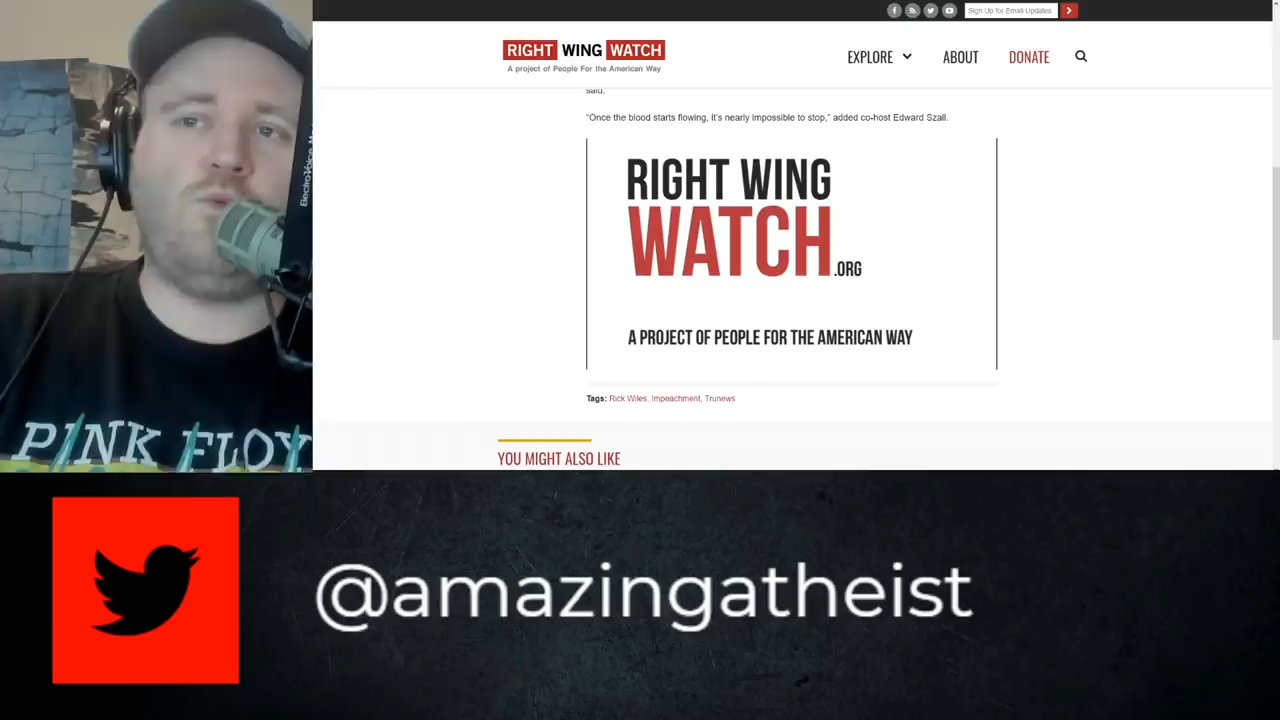 Sign Up for Email Updates
RIGHT WING WATCH
A project of People For the American Way
EXPLORE
ABOUT
DONATE
said.
“Once the blood starts flowing, it’s nearly impossible to stop,” added co-host Edward Szall.
RIGHT WING
WATCH.ORG
A PROJECT OF PEOPLE FOR THE AMERICAN WAY
Tags: Rick Wiles, Impeachment, Trunews
YOU MIGHT ALSO LIKE
ElectroVoice
PINK FLOY
@amazingatheist